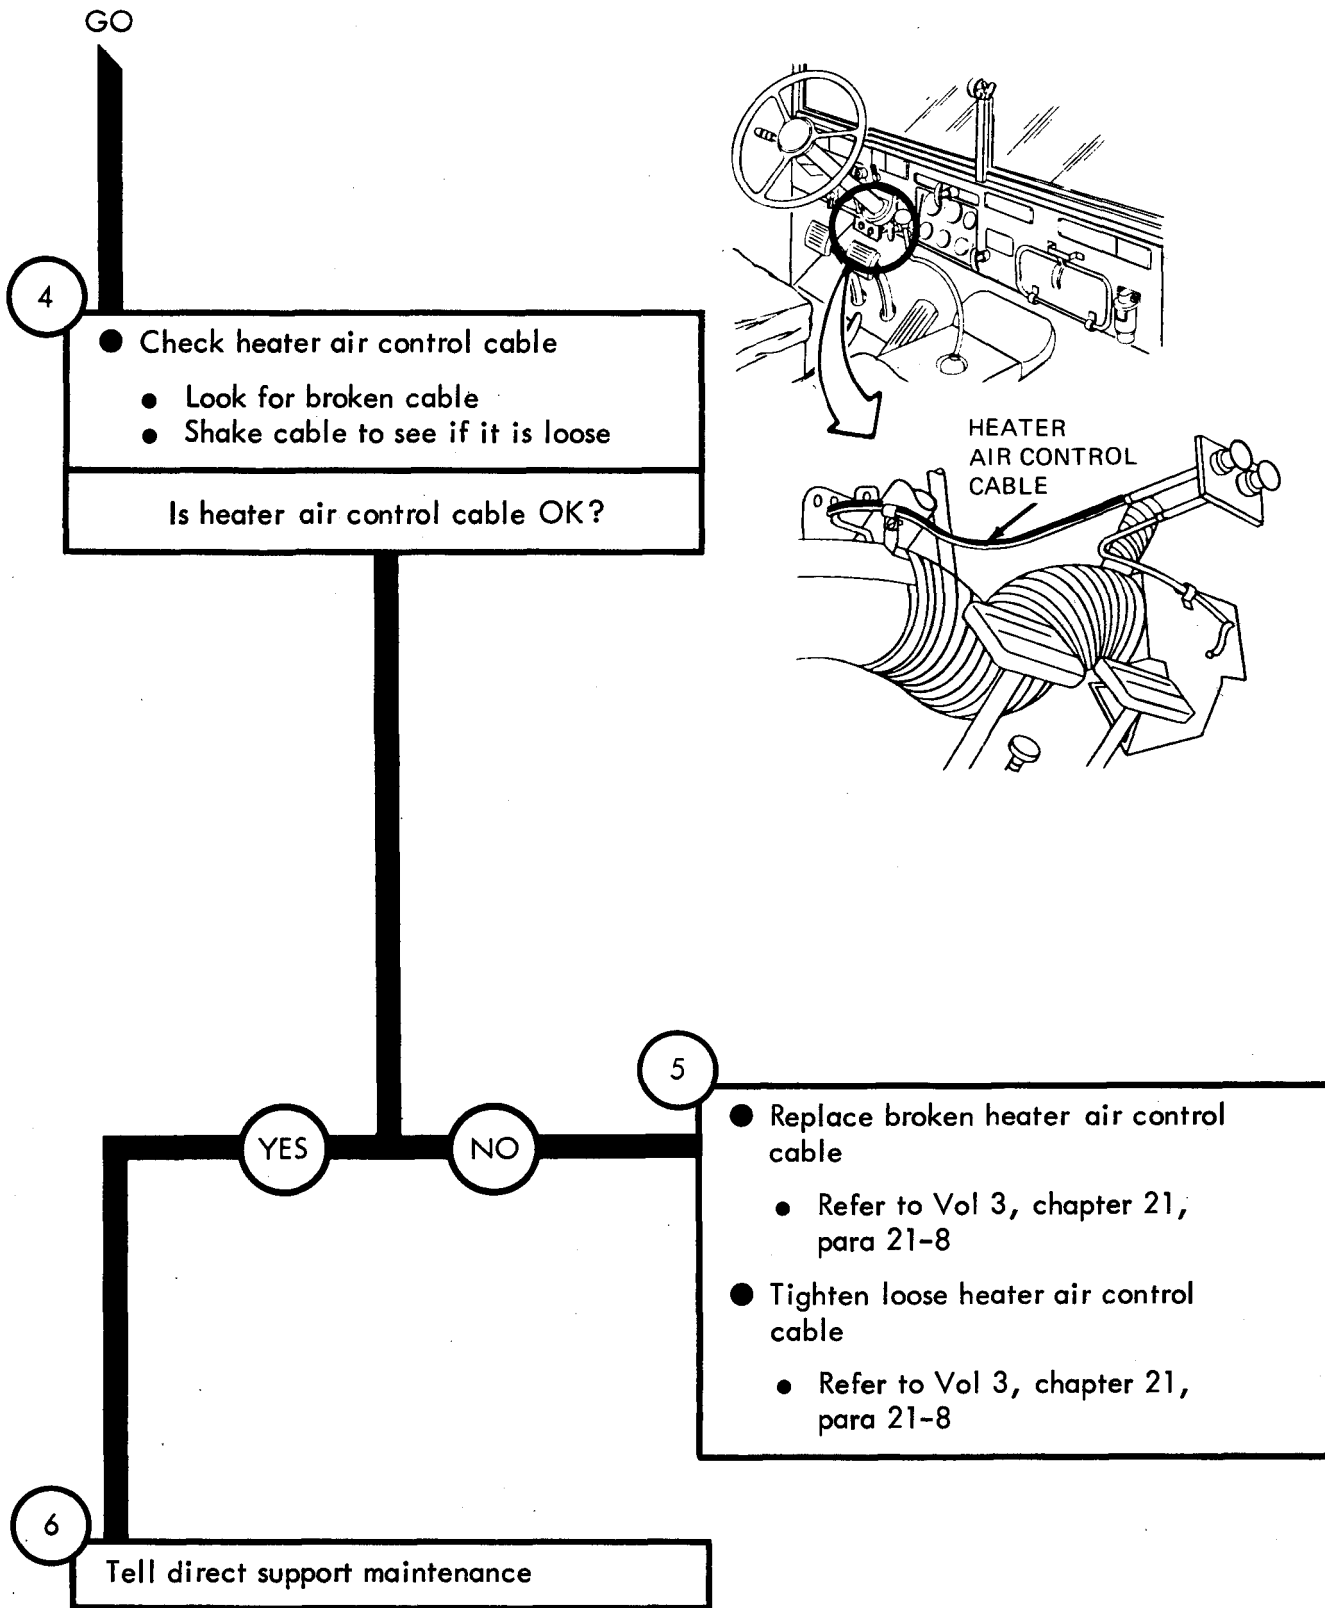 GO
4
● Check heater air control cable
● Look for broken cable
● Shake cable to see if it is loose
Is heater air control cable OK?
HEATER
AIR CONTROL
CABLE
YES
NO
5
● Replace broken heater air control
cable
● Refer to Vol 3, chapter 21,
para 21-8
● Tighten loose heater air control
cable
● Refer to Vol 3, chapter 21,
para 21-8
6
Tell direct support maintenance